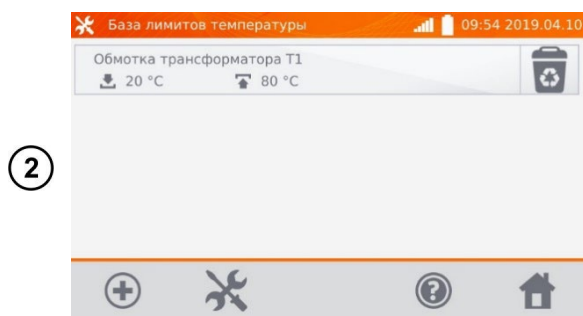 База лимитов температуры 09:54 2019.04.10
Обмотка трансформатора Т1
20 °C 80 °C
2